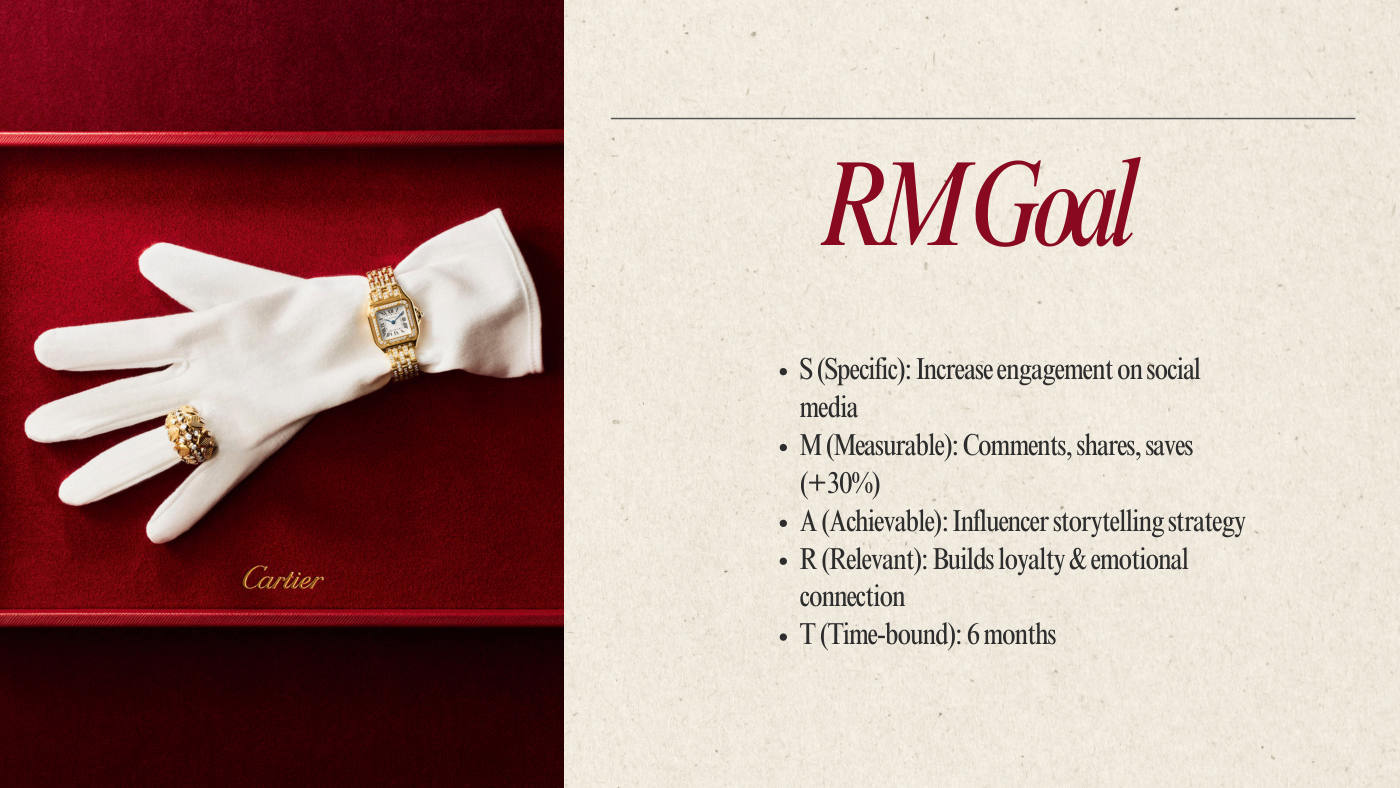 Cartier
RM Goal
• S (Specific): Increase engagement on social
media
• M (Measurable): Comments, shares, saves
(+30%)
• A (Achievable): Influencer storytelling strategy
• R (Relevant): Builds loyalty & emotional
connection
• T (Time-bound): 6 months